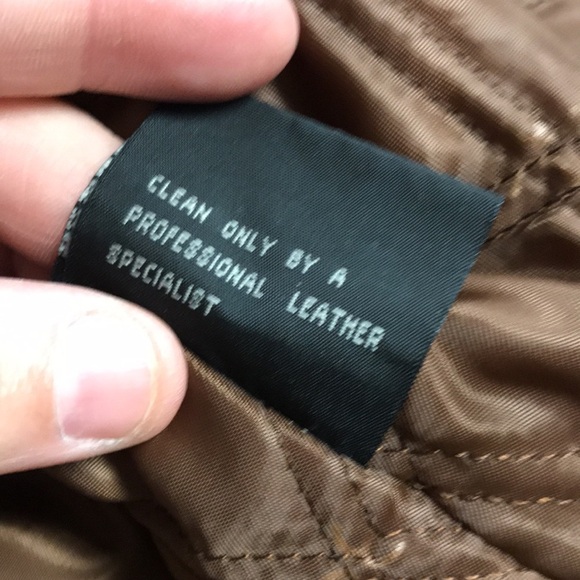 CLEAN ONLY BY A
PROFESSIONAL LEATHER
SPECIALIST